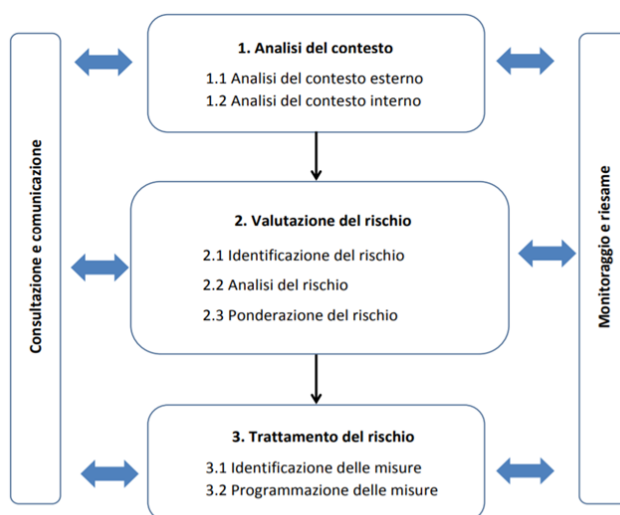 Consultazione e comunicazione
1. Analisi del contesto
1.1 Analisi del contesto esterno
1.2 Analisi del contesto interno
2. Valutazione del rischio
2.1 Identificazione del rischio
2.2 Analisi del rischio
2.3 Ponderazione del rischio
3. Trattamento del rischio
3.1 Identificazione delle misure
3.2 Programmazione delle misure
Monitoraggio e riesame